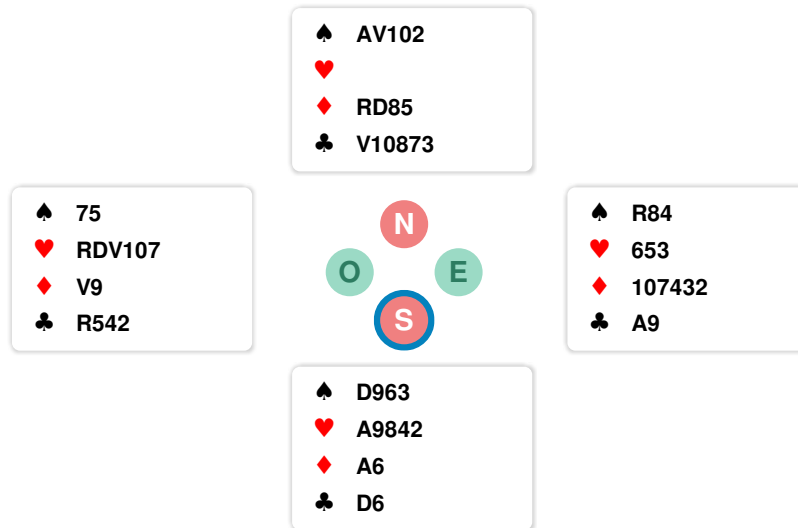 ♠ AV102
♥
♦ RD85
♣ V10873
♠ 75
♥ RDV107
♦ V9
♣ R542
N
O E
S
♠ R84
♥ 653
♦ 107432
♣ A9
♠ D963
♥ A9842
♦ A6
♣ D6